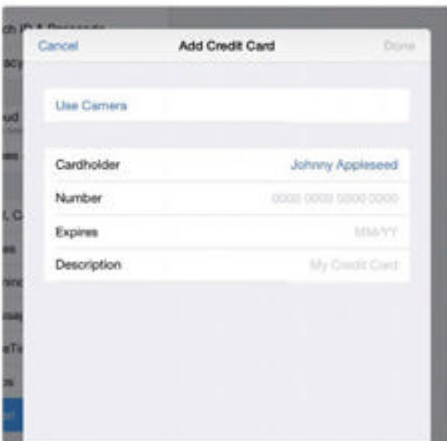 Cancel Add Credit Card Done
Use Camera
Cardholder Johnny Appleseed
Number 0000 0000 0000 0000
Expires MM/YY
Description My Credit Card